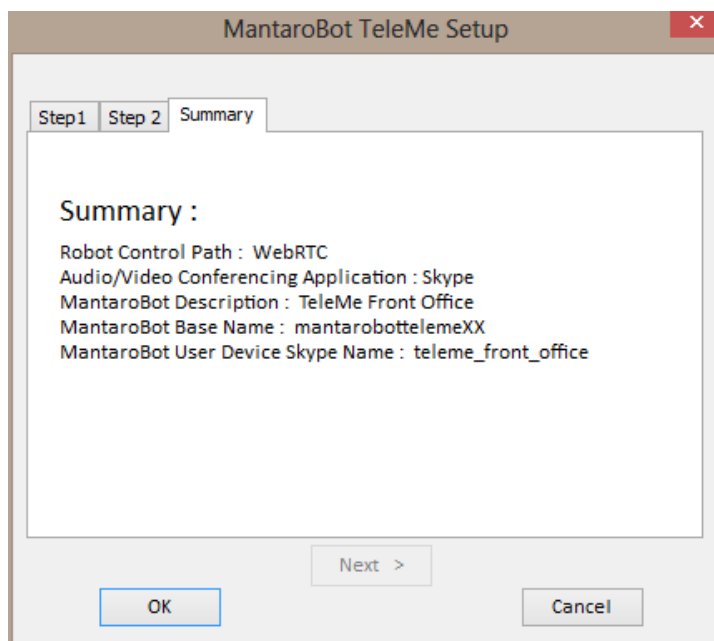 MantaroBot TeleMe Setup
x
Step1 Step 2 Summary
Summary :
Robot Control Path : WebRTC
Audio/Video Conferencing Application : Skype
MantaroBot Description : TeleMe Front Office
MantaroBot Base Name : mantarobottelemeXX
MantaroBot User Device Skype Name : teleme_front_office
Next >
OK Cancel